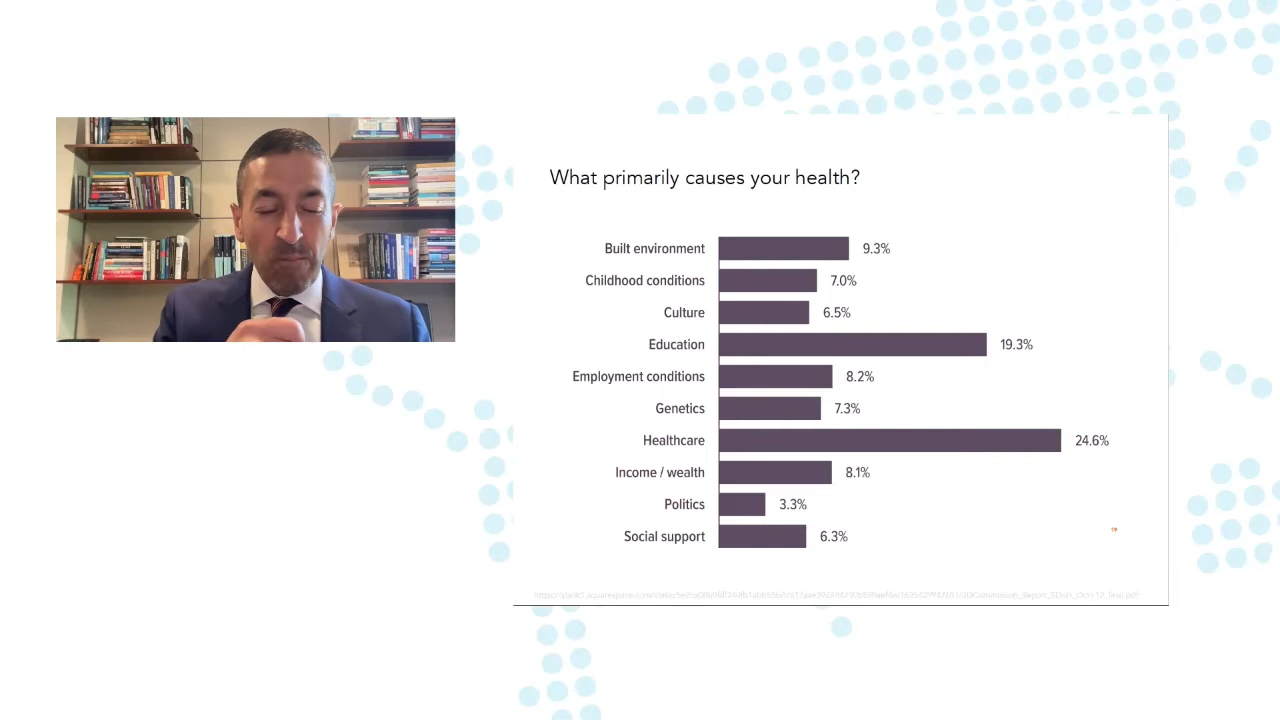 What primarily causes your health?
Built environment 9.3%
Childhood conditions 7.0%
Culture 6.5%
Education 19.3%
Employment conditions 8.2%
Genetics 7.3%
Healthcare 24.6%
Income / wealth 8.1%
Politics 3.3%
Social support 6.3%